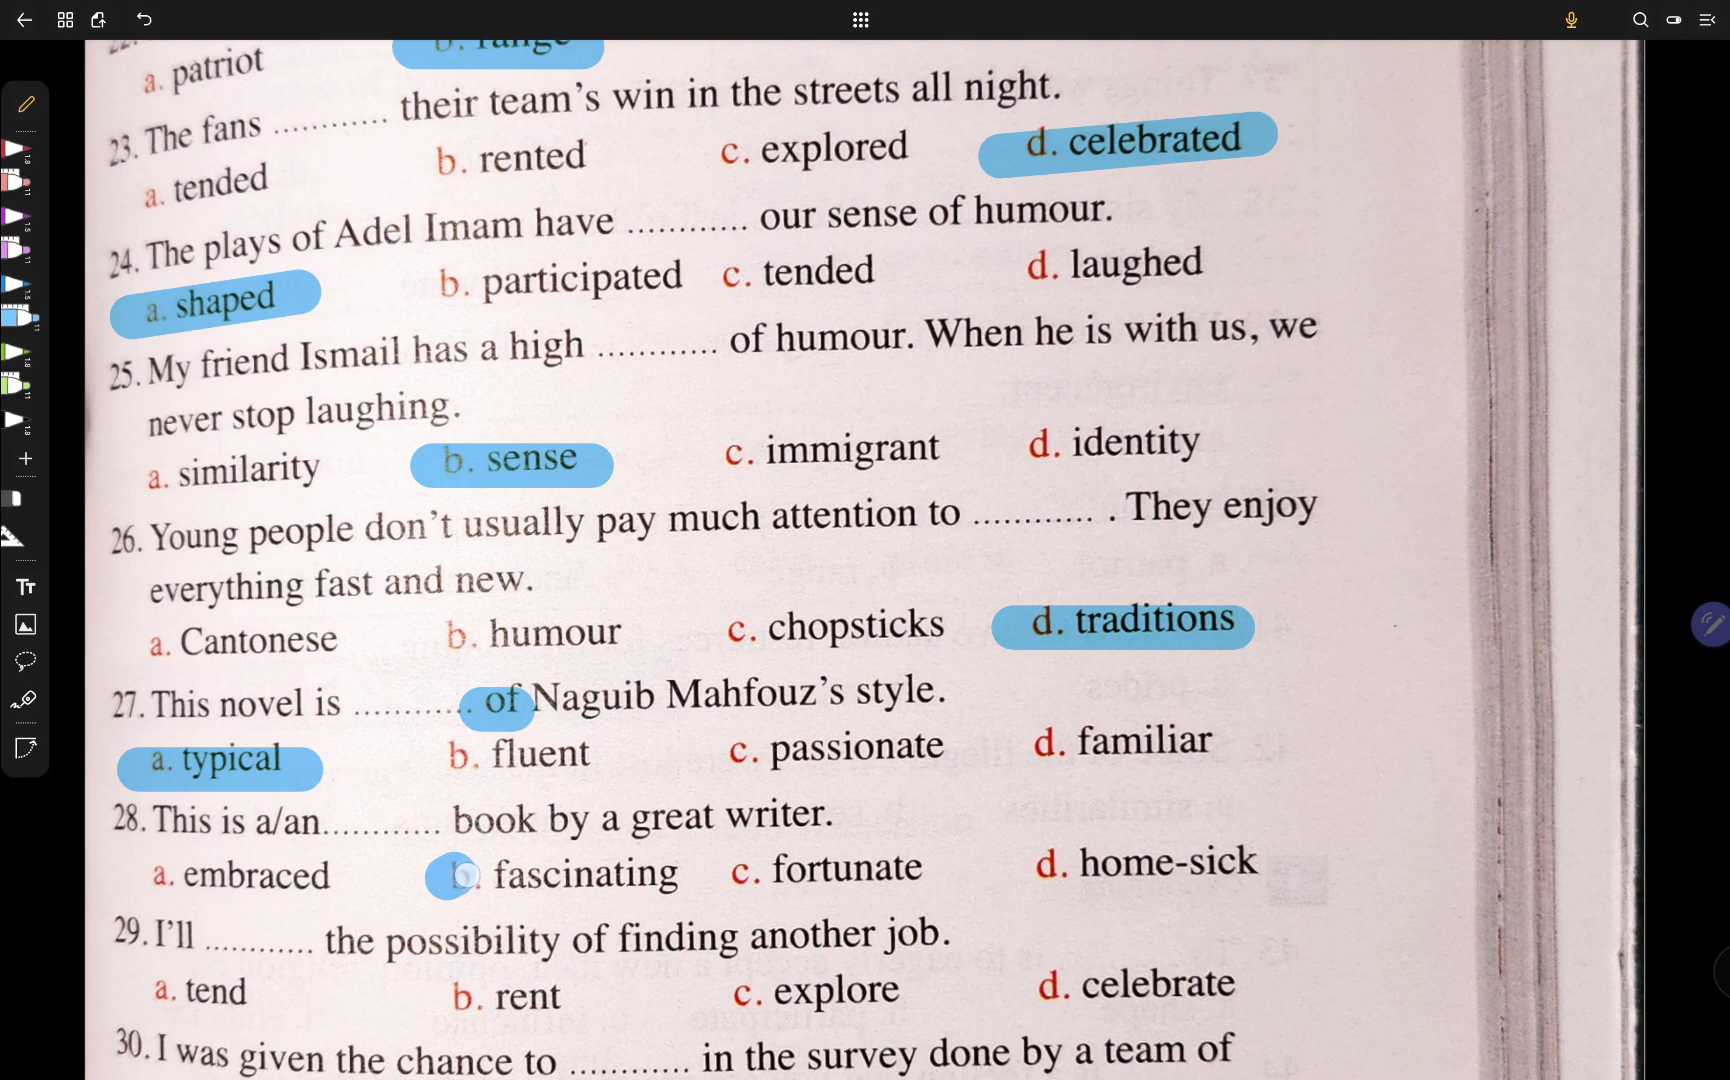 a. patriot b. range
23. The fans ............ their team's win in the streets all night.
a. tended b. rented c. explored d. celebrated
24. The plays of Adel Imam have ............ our sense of humour.
a. shaped b. participated c. tended d. laughed
25. My friend Ismail has a high ............ of humour. When he is with us, we
never stop laughing.
a. similarity b. sense c. immigrant d. identity
26. Young people don't usually pay much attention to ............ . They enjoy
everything fast and new.
a. Cantonese b. humour c. chopsticks d. traditions
27. This novel is ............ of Naguib Mahfouz's style.
a. typical b. fluent c. passionate d. familiar
28. This is a/an............ book by a great writer.
a. embraced b. fascinating c. fortunate d. home-sick
29. I'll ............ the possibility of finding another job.
a. tend b. rent c. explore d. celebrate
30. I was given the chance to ............ in the survey done by a team of